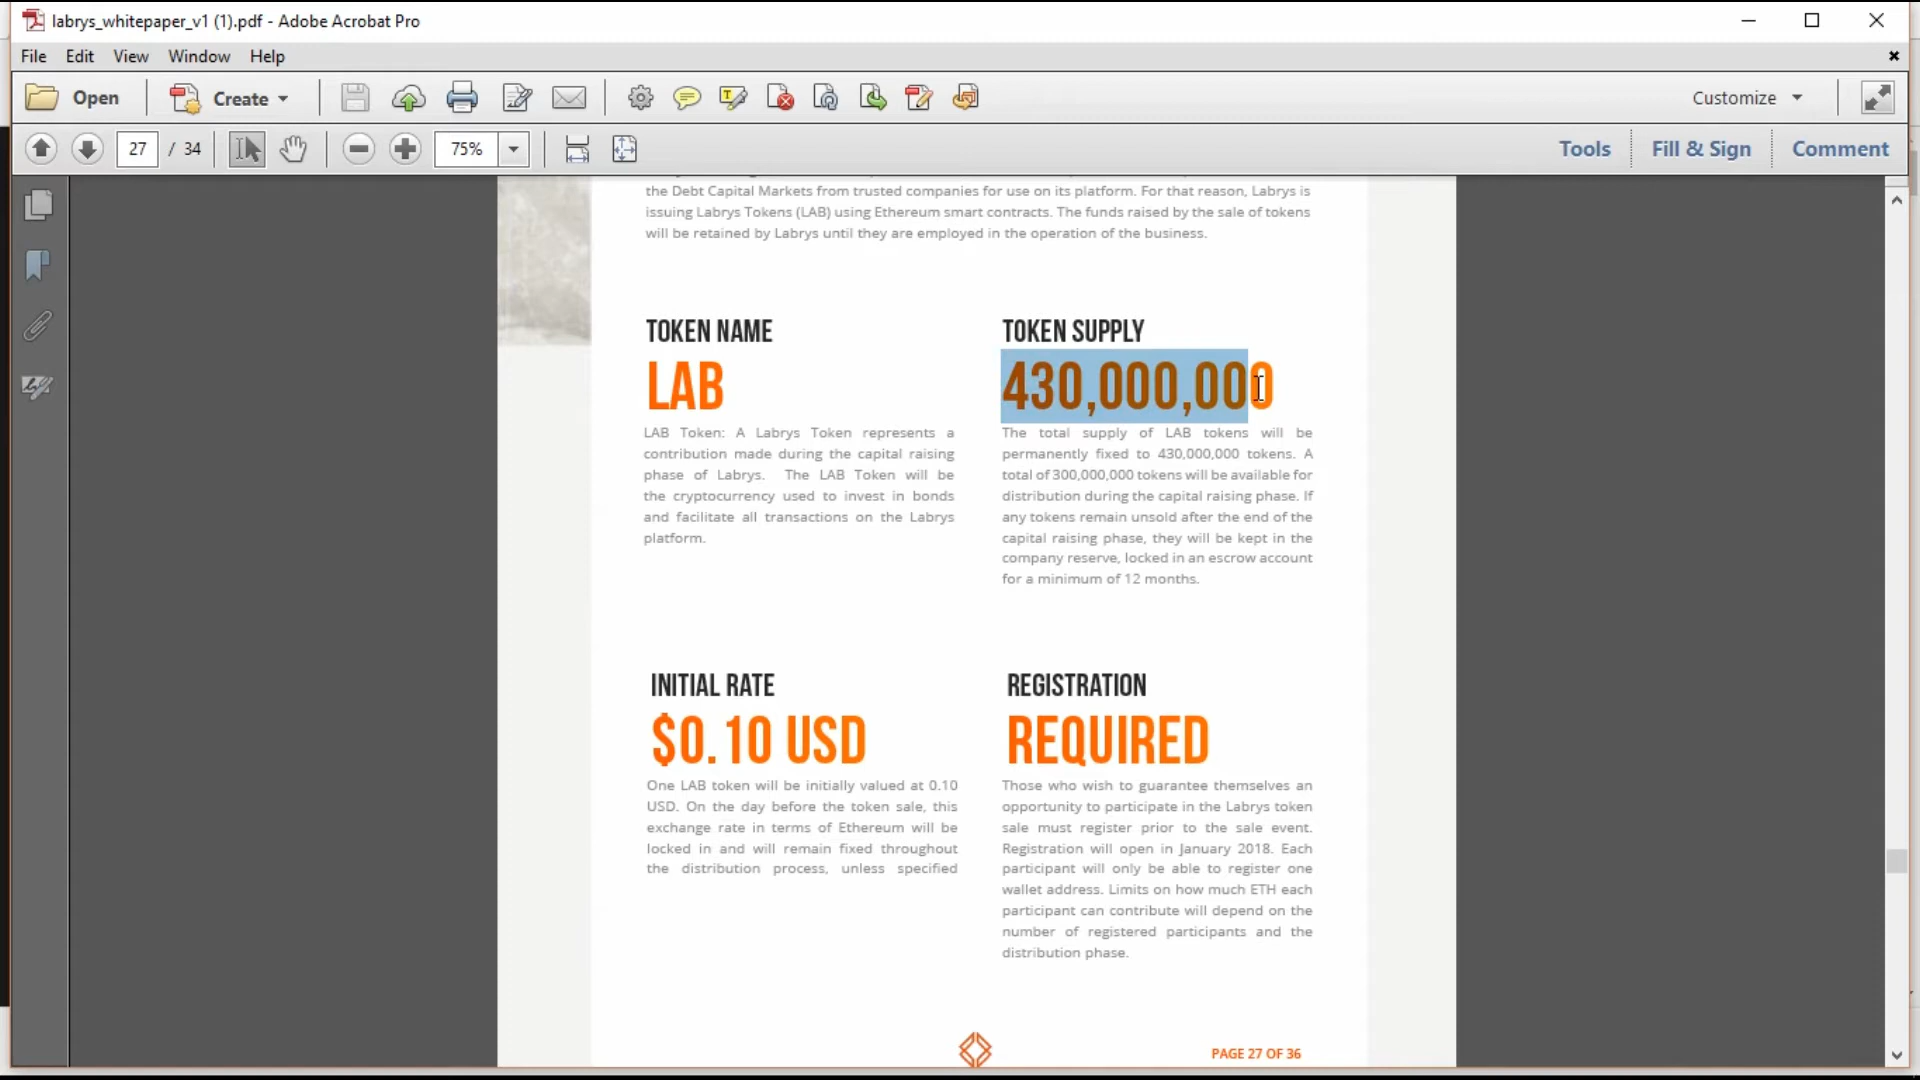 labrys_whitepaper_v1 (1).pdf - Adobe Acrobat Pro
File Edit View Window Help
Open Create Customize
27 / 34 75% Tools Fill & Sign Comment
the Debt Capital Markets from trusted companies for use on its platform. For that reason, Labrys is
issuing Labrys Tokens (LAB) using Ethereum smart contracts. The funds raised by the sale of tokens
will be retained by Labrys until they are employed in the operation of the business.
TOKEN NAME
LAB
LAB Token: A Labrys Token represents a
contribution made during the capital raising
phase of Labrys. The LAB Token will be
the cryptocurrency used to invest in bonds
and facilitate all transactions on the Labrys
platform.
TOKEN SUPPLY
430,000,000
The total supply of LAB tokens will be
permanently fixed to 430,000,000 tokens. A
total of 300,000,000 tokens will be available for
distribution during the capital raising phase. If
any tokens remain unsold after the end of the
capital raising phase, they will be kept in the
company reserve, locked in an escrow account
for a minimum of 12 months.
INITIAL RATE
$0.10 USD
One LAB token will be initially valued at 0.10
USD. On the day before the token sale, this
exchange rate in terms of Ethereum will be
locked in and will remain fixed throughout
the distribution process, unless specified
REGISTRATION
REQUIRED
Those who wish to guarantee themselves an
opportunity to participate in the Labrys token
sale must register prior to the sale event.
Registration will open in January 2018. Each
participant will only be able to register one
wallet address. Limits on how much ETH each
participant can contribute will depend on the
number of registered participants and the
distribution phase.
PAGE 27 OF 36